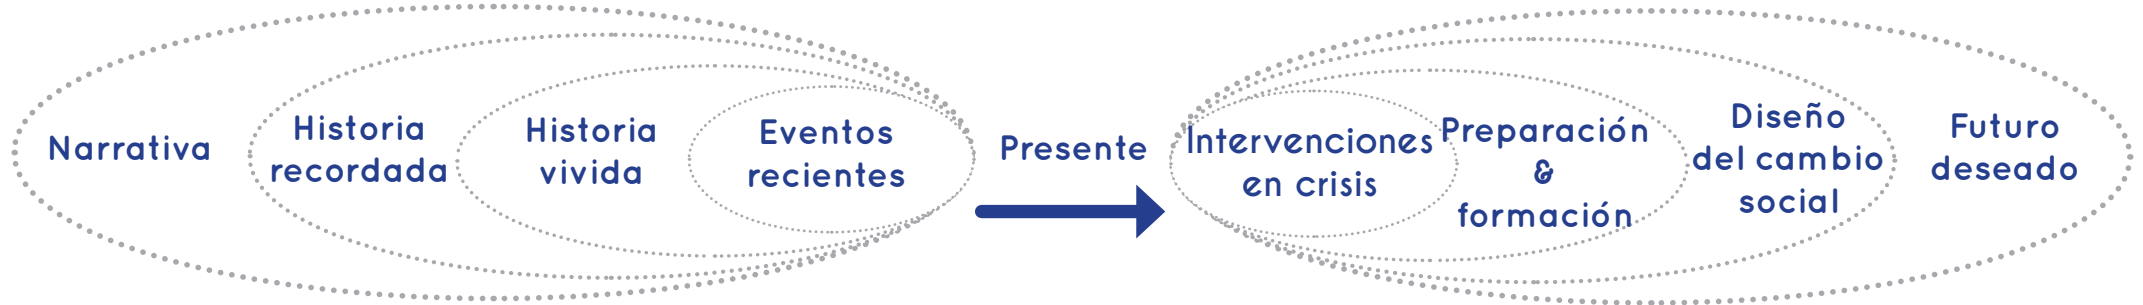 Narrativa
Historia
recordada
Historia
vivida
Eventos
recientes
Presente
Intervenciones
en crisis
Preparación
&
formación
Diseño
del cambio
social
Futuro
deseado